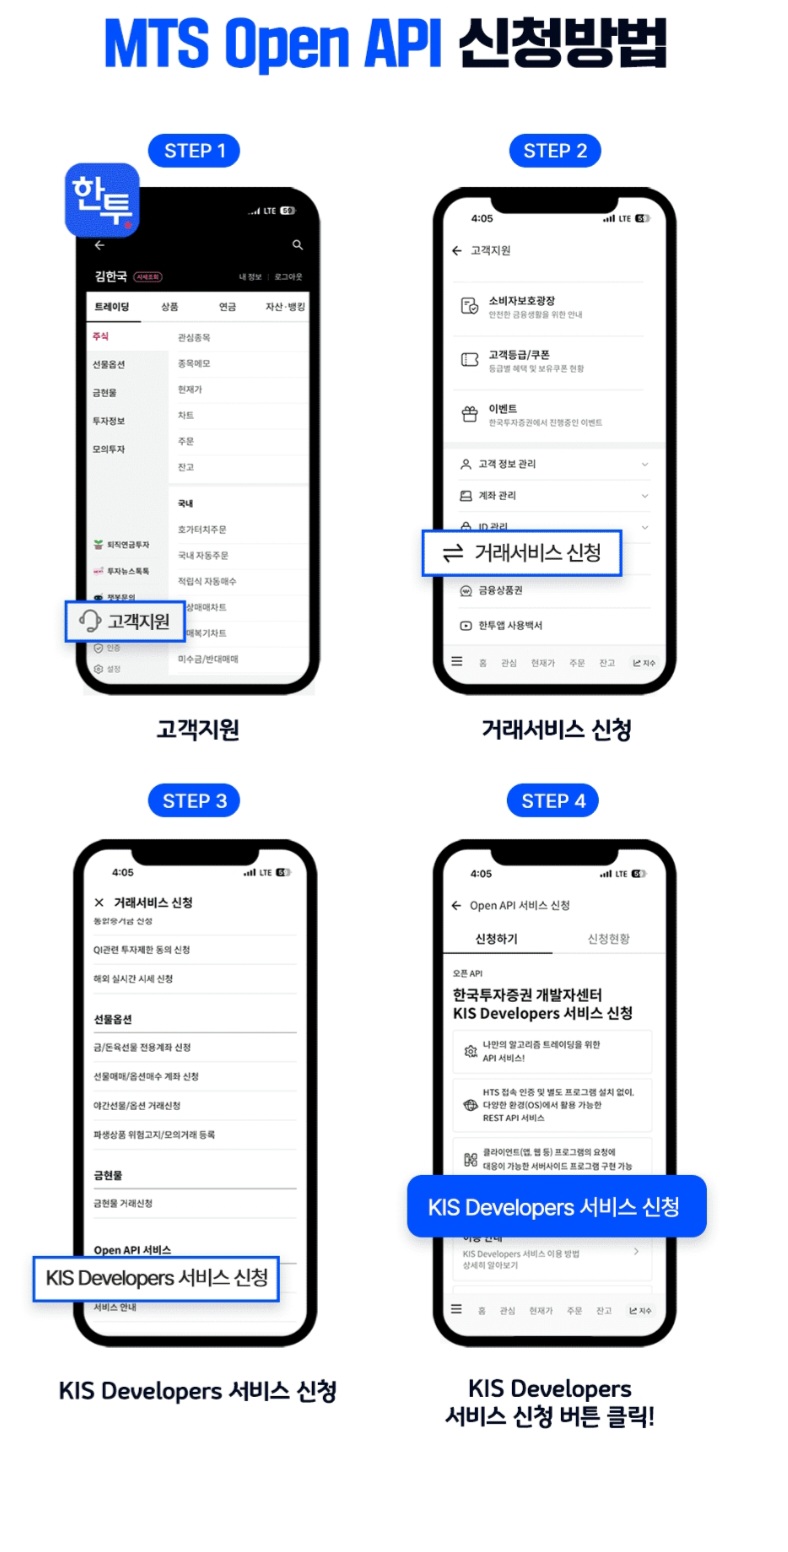 MTS Open API 신청방법
STEP 1
한투
LTE 50
김한국 시세조회 내 정보 | 로그아웃
트레이딩 상품 연금 자산·뱅킹
주식
선물옵션
금현물
투자정보
모의투자
관심종목
종목메모
현재가
차트
주문
잔고
국내
호가터치주문
국내 자동주문
적립식 자동매수
상매매차트
매복기차트
미수금/반대매매
퇴직연금투자
투자뉴스톡톡
챗봇문의
고객지원
인증
설정
고객지원
STEP 2
4:05 LTE
고객지원
소비자보호광장
안전한 금융생활을 위한 안내
고객등급/쿠폰
등급별 혜택 및 보유쿠폰 현황
이벤트
한국투자증권에서 진행중인 이벤트
고객 정보 관리
계좌 관리
ID 관리
거래서비스 신청
금융상품권
한투앱 사용백서
홈 관심 현재가 주문 잔고 지수
거래서비스 신청
STEP 3
4:05 LTE
거래서비스 신청
통합증거금 신청
QI관련 투자제한 동의 신청
해외 실시간 시세 신청
선물옵션
금/돈육선물 전용계좌 신청
선물매매/옵션매수 계좌 신청
야간선물/옵션 거래신청
파생상품 위험고지/모의거래 등록
금현물
금현물 거래신청
Open API 서비스
KIS Developers 서비스 신청
서비스 안내
KIS Developers 서비스 신청
STEP 4
4:05 LTE
Open API 서비스 신청
신청하기 신청현황
오픈 API
한국투자증권 개발자센터
KIS Developers 서비스 신청
나만의 알고리즘 트레이딩을 위한
API 서비스!
HTS 접속 인증 및 별도 프로그램 설치 없이,
다양한 환경(OS)에서 활용 가능한
REST API 서비스
클라이언트(앱, 웹 등) 프로그램의 요청에
대응이 가능한 서버사이드 프로그램 구현 가능
KIS Developers 서비스 신청
이용 안내
KIS Developers 서비스 이용 방법
상세히 알아보기
홈 관심 현재가 주문 잔고 지수
KIS Developers
서비스 신청 버튼 클릭!